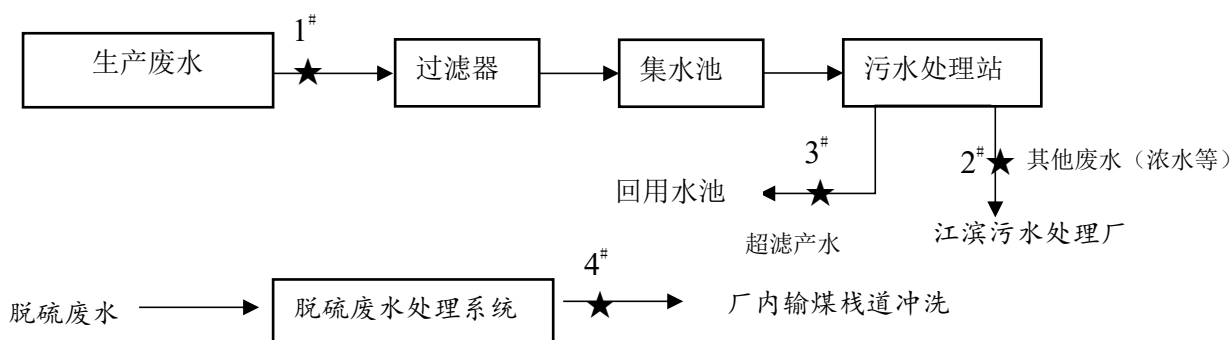 1#
生产废水
过滤器
集水池
污水处理站
3#
2#
其他废水（浓水等）
回用水池
超滤产水
江滨污水处理厂
4#
脱硫废水
脱硫废水处理系统
厂内输煤栈道冲洗